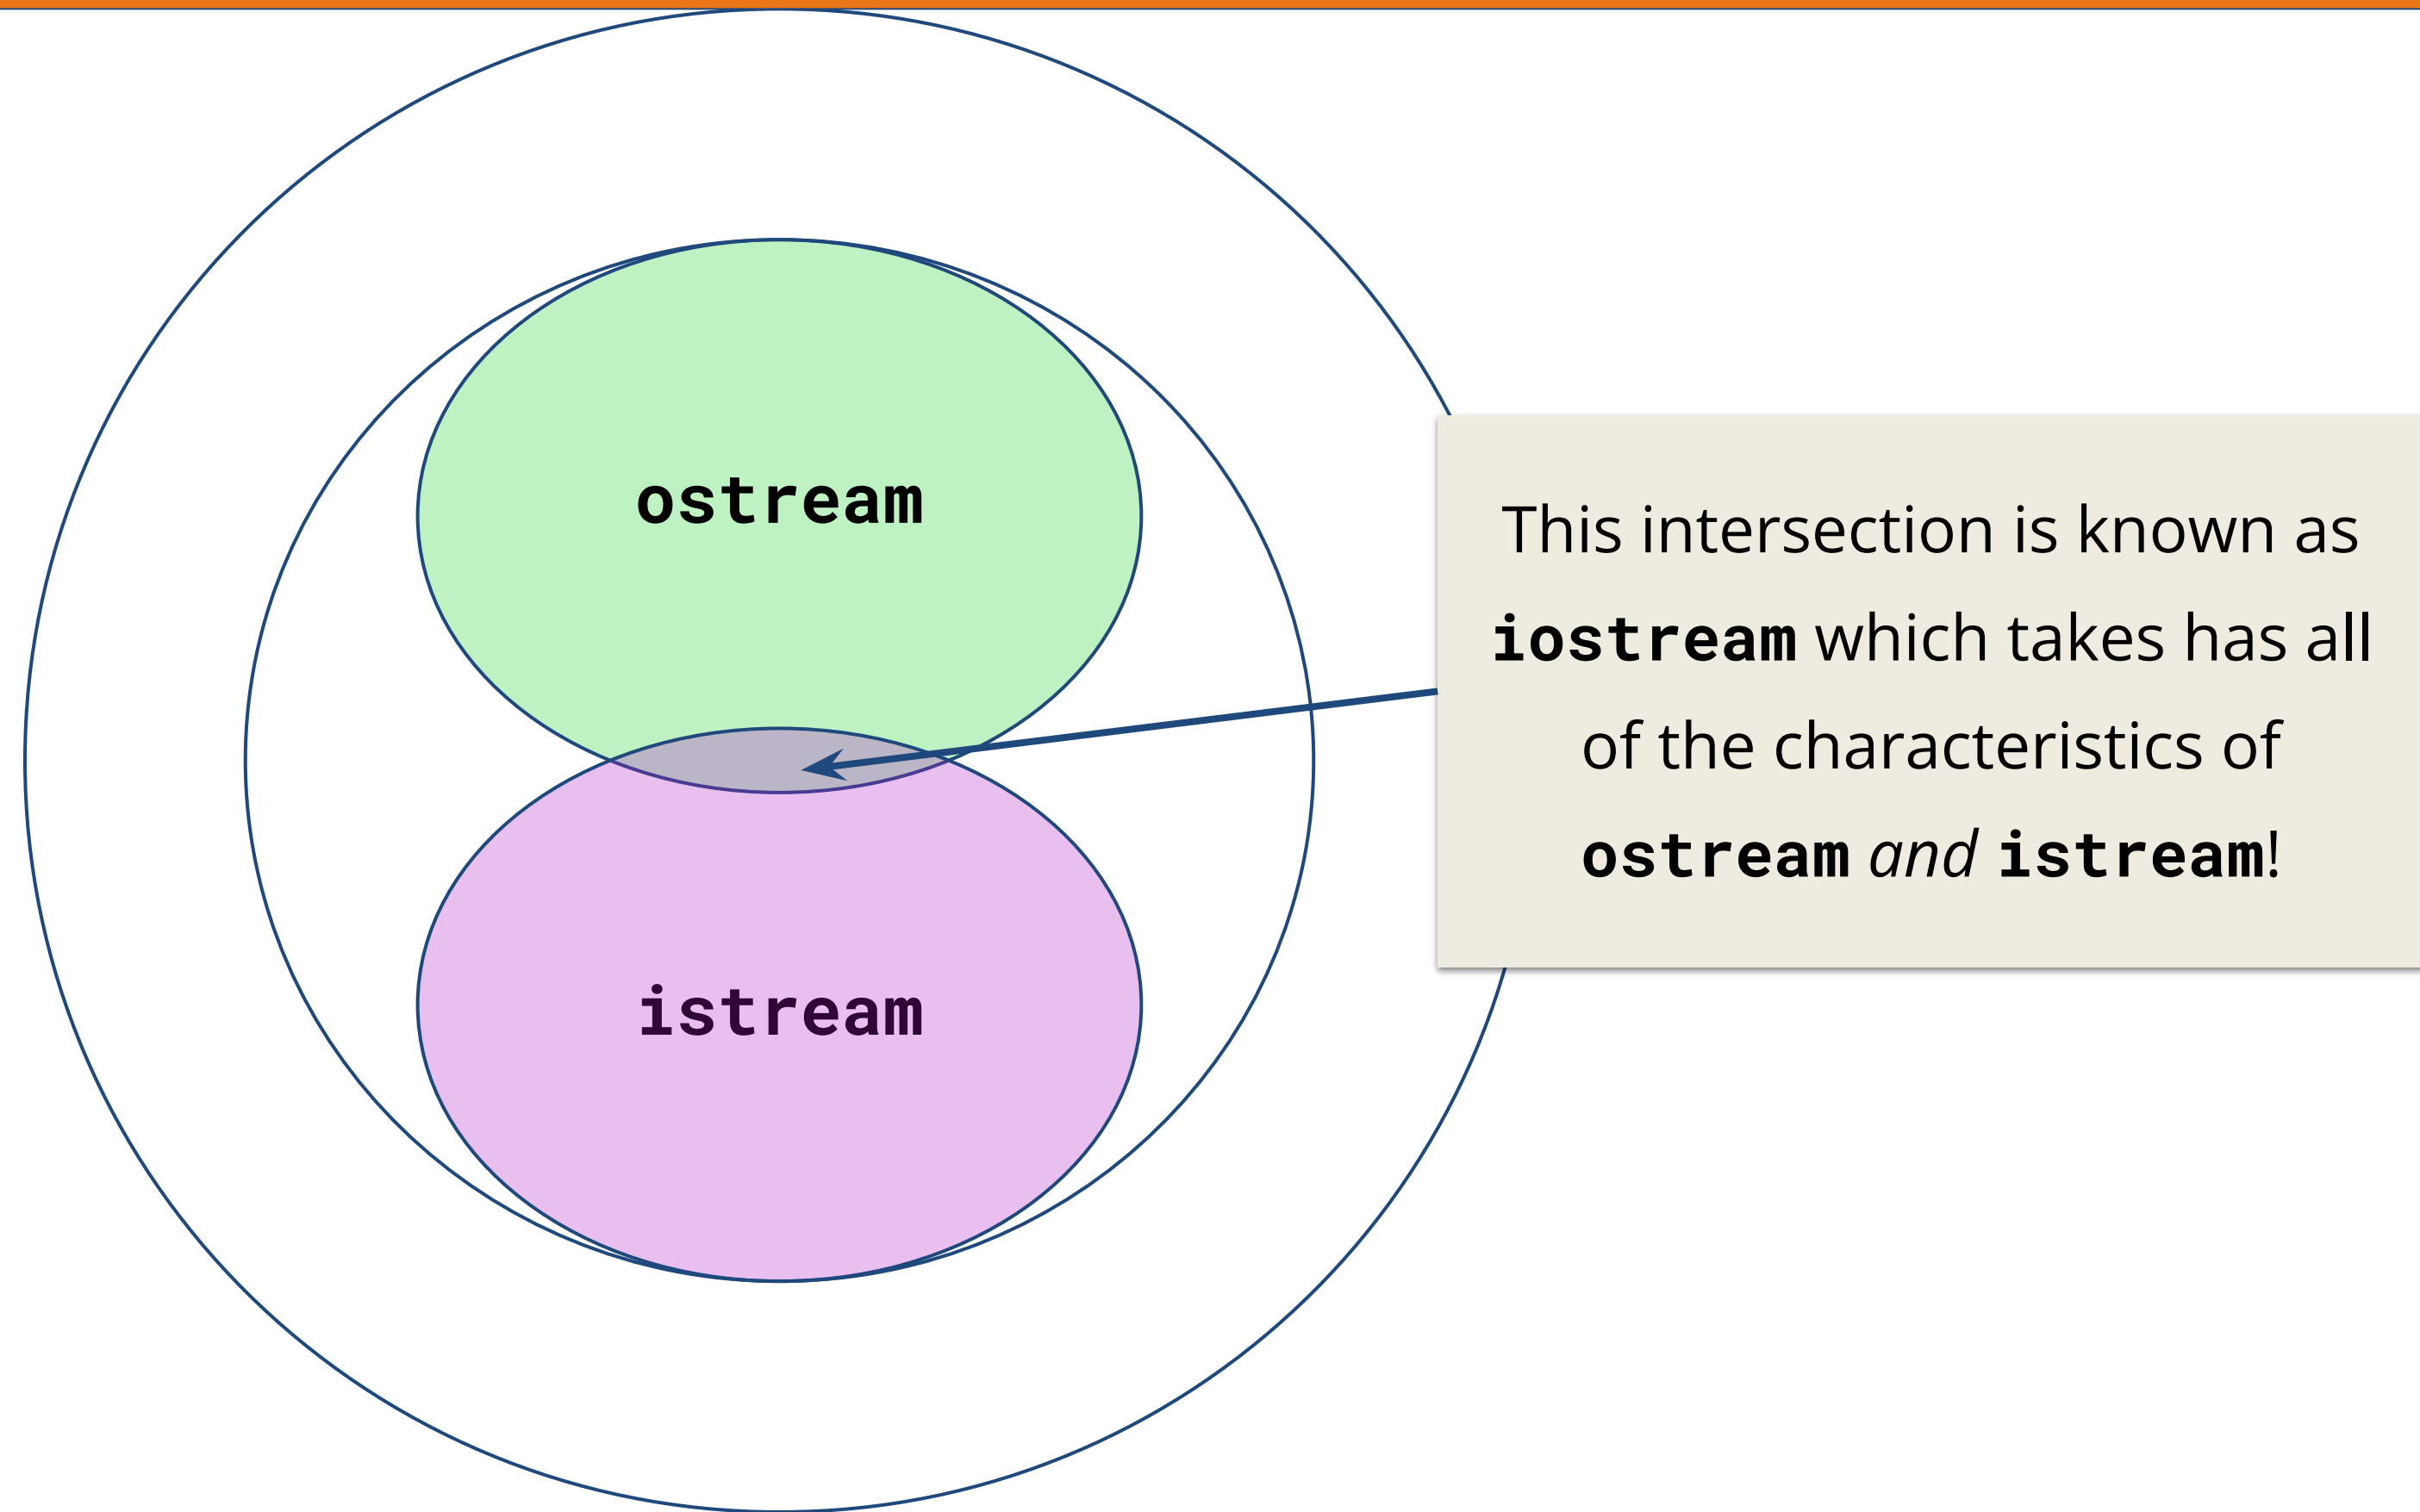 ostream
This intersection is known as
iostream which takes has all
of the characteristics of
ostream and istream!
istream